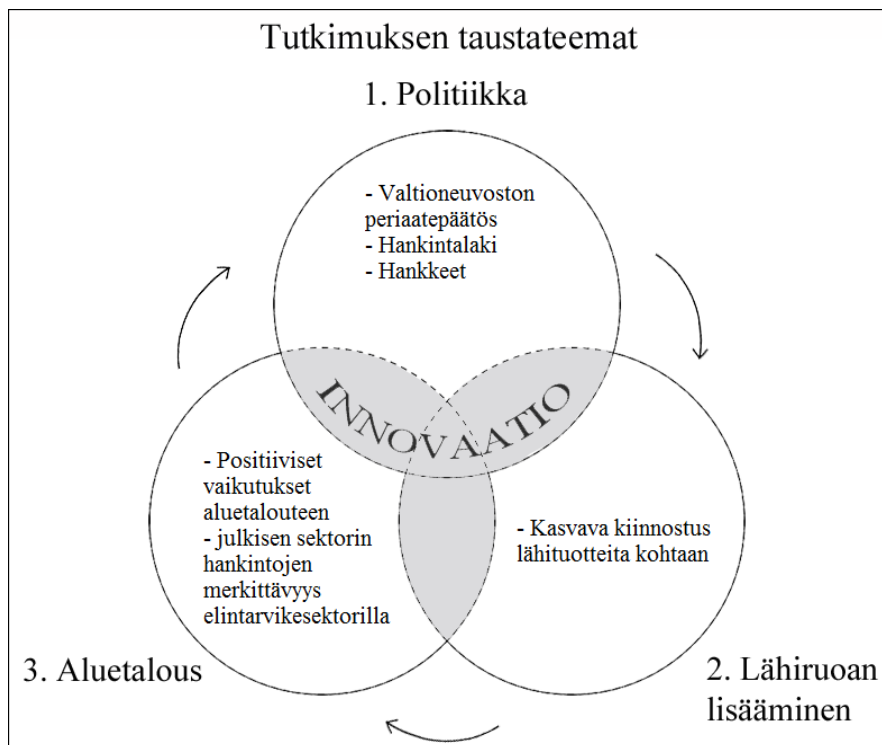 Tutkimuksen taustateemat
1. Politiikka
- Valtioneuvoston
periaatepäätös
- Hankintalaki
- Hankkeet
INNOVAATIO
- Positiiviset
vaikutukset
aluetalouteen
- julkisen sektorin
hankintojen
merkittävyys
elintarvikesektorilla
- Kasvava kiinnostus
lähituotteita kohtaan
3. Aluetalous
2. Lähiruoan
lisääminen